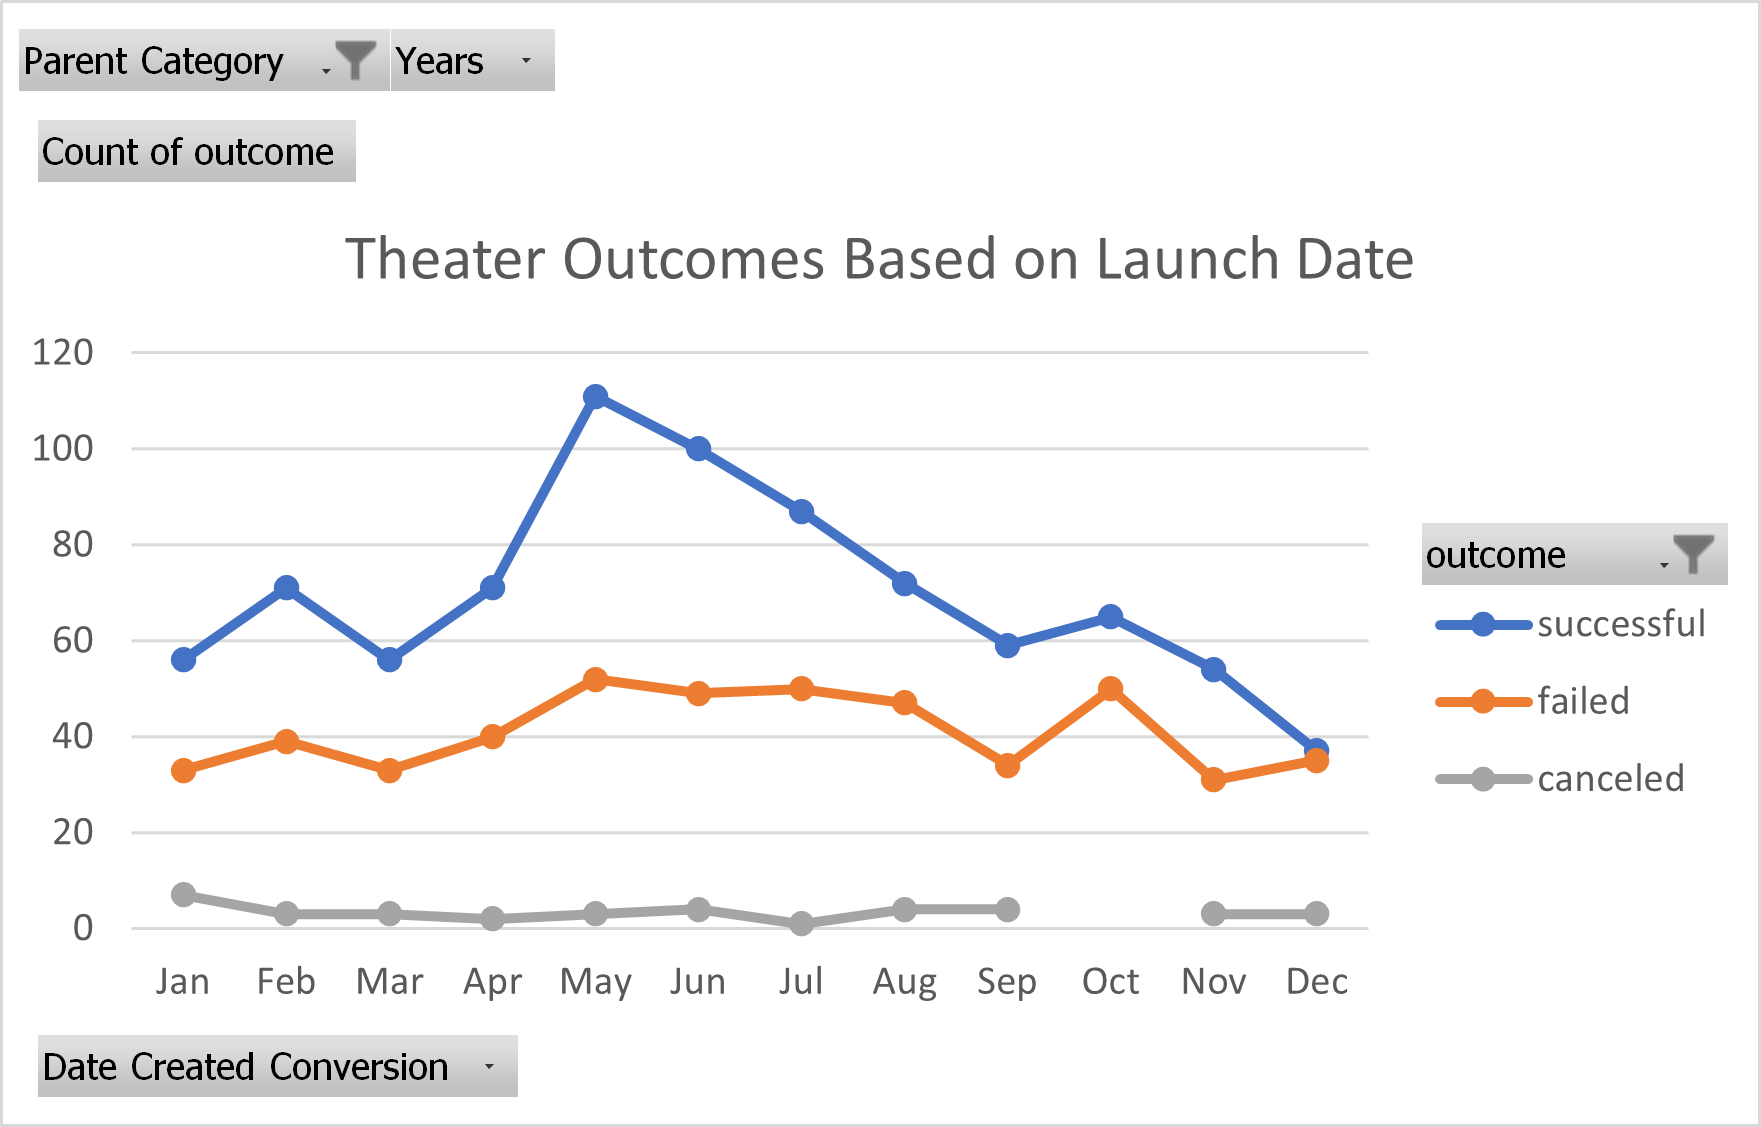 Parent Category Years
Count of outcome
Theater Outcomes Based on Launch Date
120
100
80
60
40
20
0
Jan Feb Mar Apr May Jun Jul Aug Sep Oct Nov Dec
outcome
successful
failed
canceled
Date Created Conversion